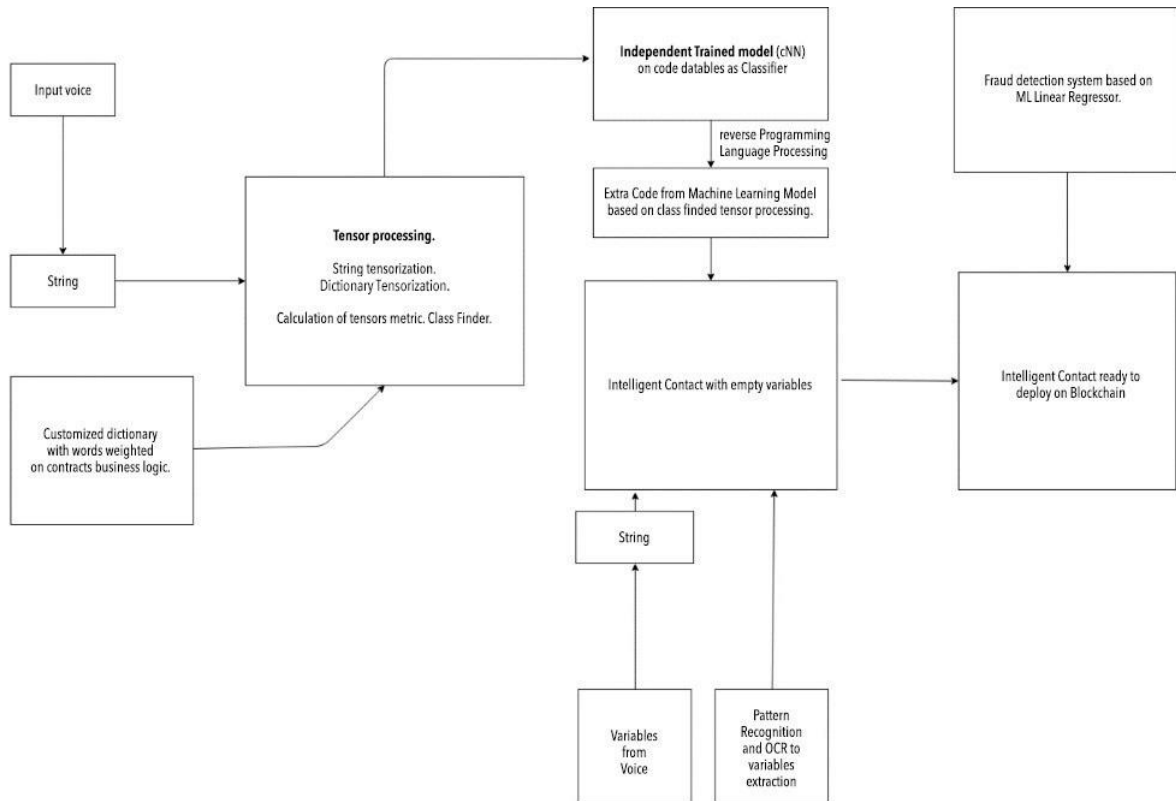 Input voice
String
Customized dictionary
with words weighted
on contracts business logic.
Tensor processing.
String tensorization.
Dictionary Tensorization.
Calculation of tensors metric. Class Finder.
Independent Trained model (cNN)
on code datables as Classifier
reverse Programming
Language Processing
Extra Code from Machine Learning Model
based on class finded tensor processing.
Intelligent Contact with empty variables
String
Variables
from
Voice
Pattern
Recognition
and OCR to
variables
extraction
Fraud detection system based on
ML Linear Regressor.
Intelligent Contact ready to
deploy on Blockchain